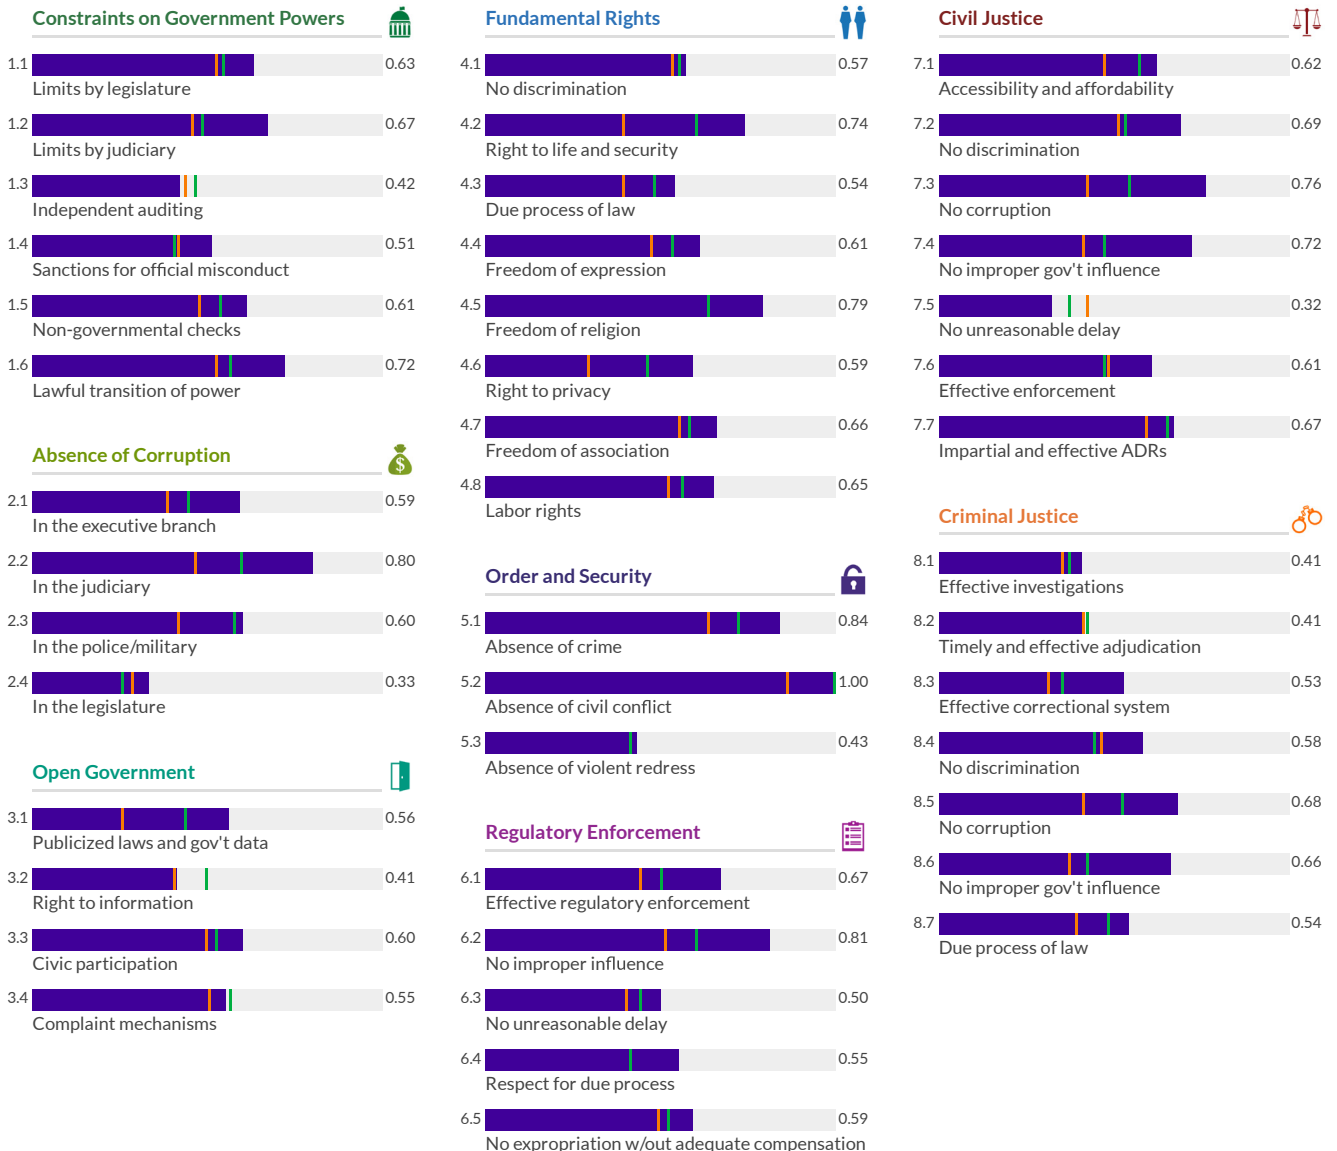 Constraints on Government Powers
1.1 0.63
Limits by legislature
1.2 0.67
Limits by judiciary
1.3 0.42
Independent auditing
1.4 0.51
Sanctions for official misconduct
1.5 0.61
Non-governmental checks
1.6 0.72
Lawful transition of power
Absence of Corruption
$
2.1 0.59
In the executive branch
2.2 0.80
In the judiciary
2.3 0.60
In the police/military
2.4 0.33
In the legislature
Open Government
3.1 0.56
Publicized laws and gov't data
3.2 0.41
Right to information
3.3 0.60
Civic participation
3.4 0.55
Complaint mechanisms
Fundamental Rights
4.1 0.57
No discrimination
4.2 0.74
Right to life and security
4.3 0.54
Due process of law
4.4 0.61
Freedom of expression
4.5 0.79
Freedom of religion
4.6 0.59
Right to privacy
4.7 0.66
Freedom of association
4.8 0.65
Labor rights
Order and Security
5.1 0.84
Absence of crime
5.2 1.00
Absence of civil conflict
5.3 0.43
Absence of violent redress
Regulatory Enforcement
6.1 0.67
Effective regulatory enforcement
6.2 0.81
No improper influence
6.3 0.50
No unreasonable delay
6.4 0.55
Respect for due process
6.5 0.59
No expropriation w/out adequate compensation
Civil Justice
7.1 0.62
Accessibility and affordability
7.2 0.69
No discrimination
7.3 0.76
No corruption
7.4 0.72
No improper gov't influence
7.5 0.32
No unreasonable delay
7.6 0.61
Effective enforcement
7.7 0.67
Impartial and effective ADRs
Criminal Justice
8.1 0.41
Effective investigations
8.2 0.41
Timely and effective adjudication
8.3 0.53
Effective correctional system
8.4 0.58
No discrimination
8.5 0.68
No corruption
8.6 0.66
No improper gov't influence
8.7 0.54
Due process of law